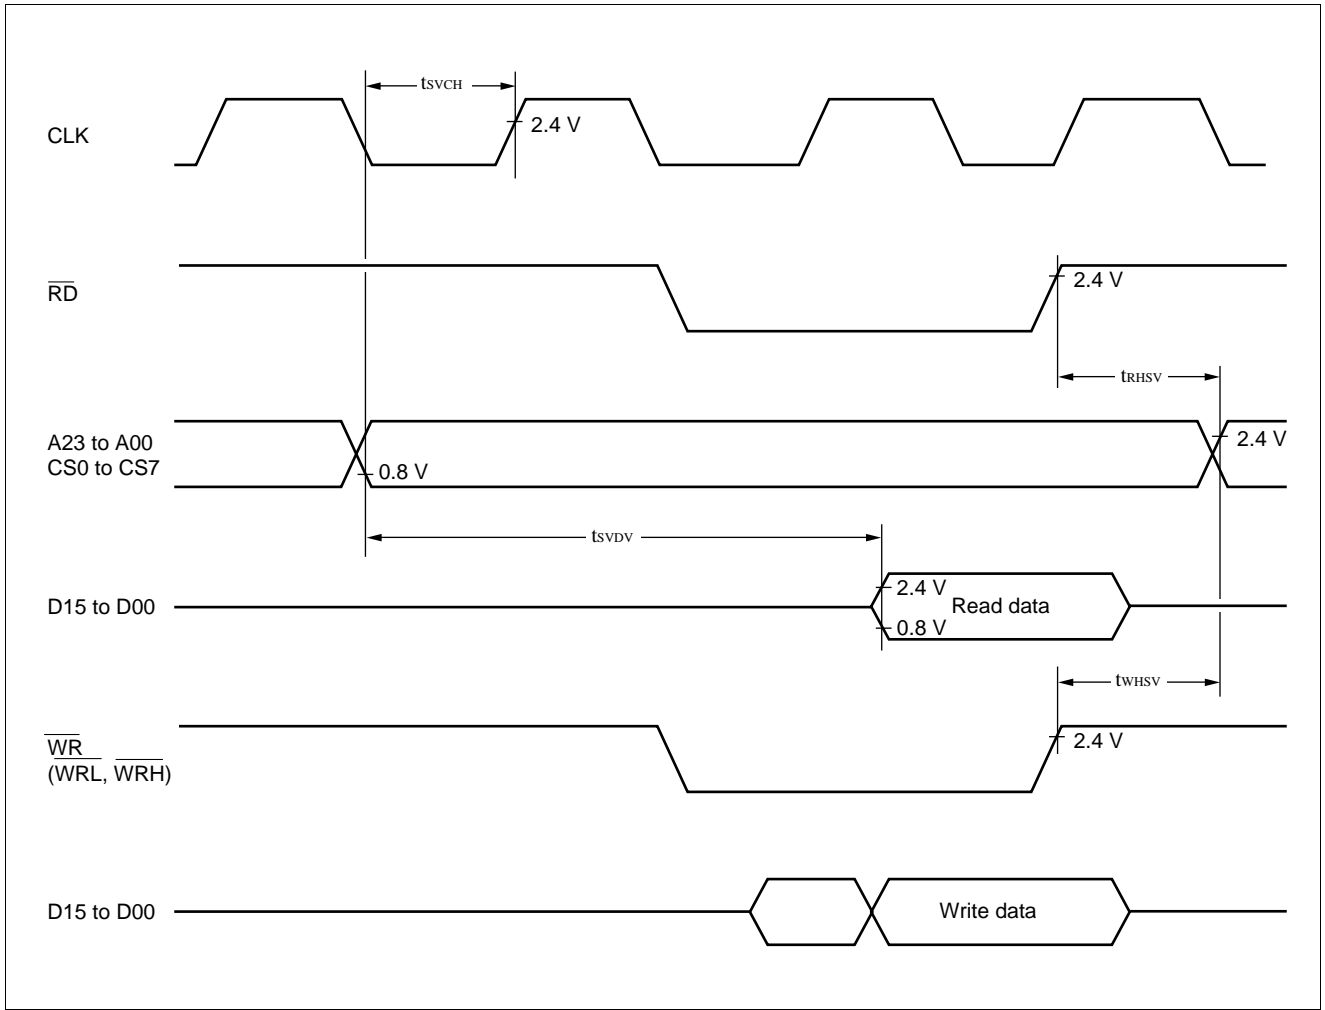 tSVCH
CLK
2.4 V
RD
2.4 V
tRHSV
A23 to A00
CS0 to CS7
2.4 V
0.8 V
tSVDV
D15 to D00
2.4 V
Read data
0.8 V
tWHSV
WR
(WRL, WRH)
2.4 V
D15 to D00
Write data